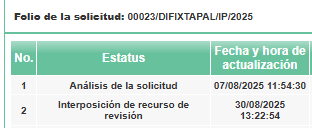 Folio de la solicitud: 00023/DIFIXTAPAL/IP/2025
No. Estatus Fecha y hora de actualización
1 Análisis de la solicitud 07/08/2025 11:54:30
2 Interposición de recurso de revisión 30/08/2025 13:22:54